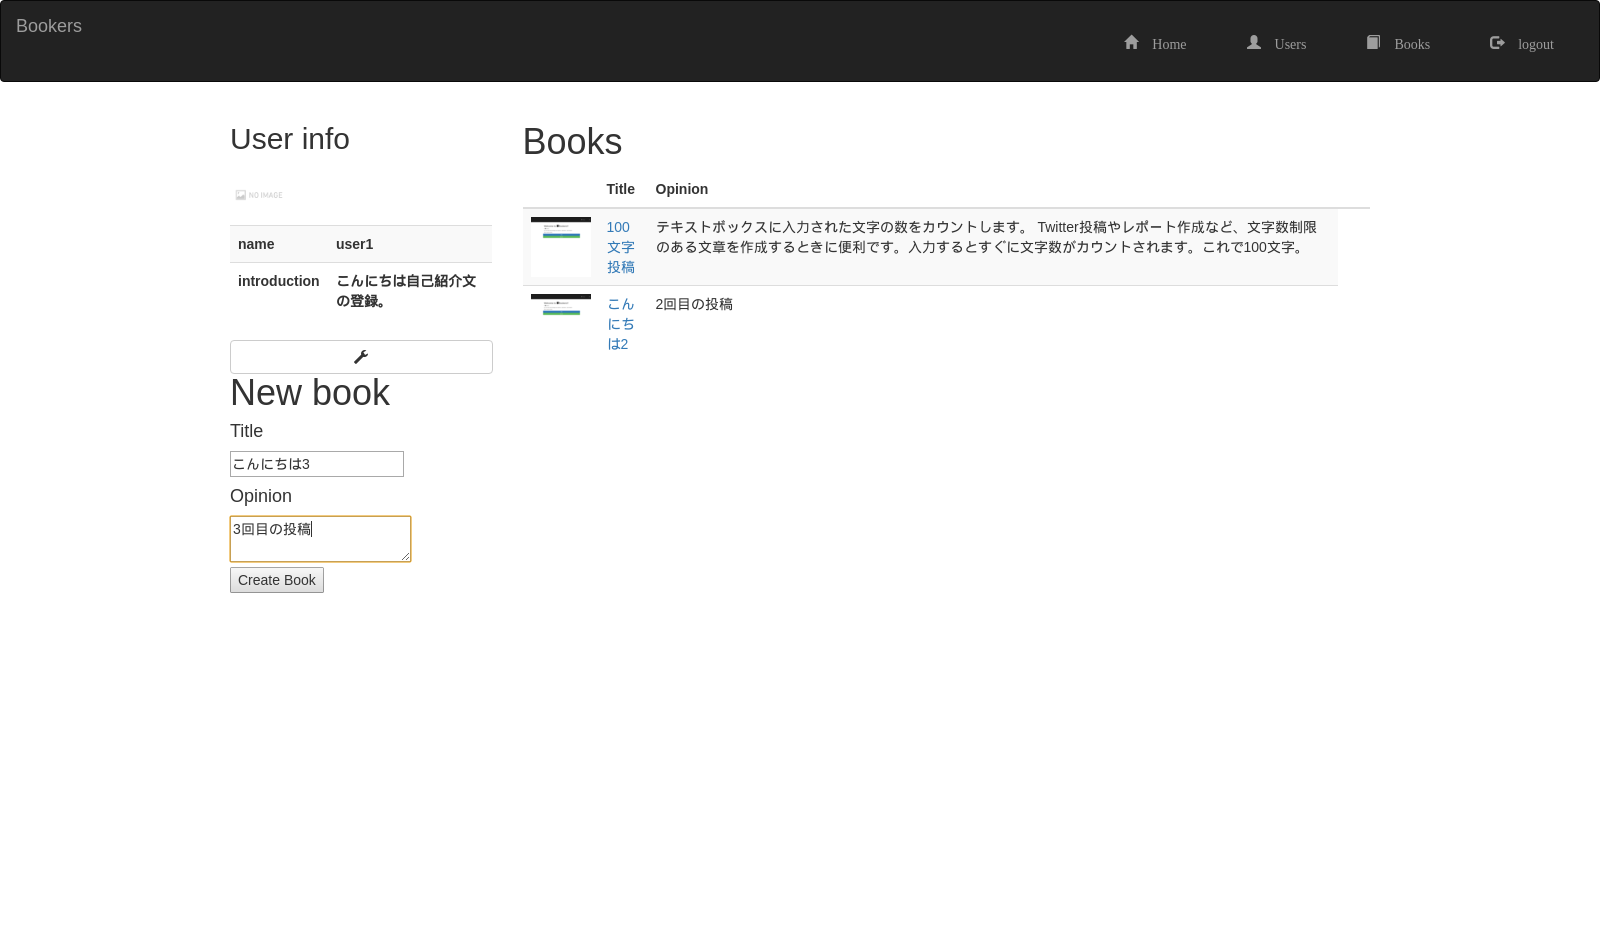 Bookers
Home
Users
Books
logout
User info
NO IMAGE
name
user1
introduction
こんにちは自己紹介文
の登録。
New book
Title
こんにちは3
Opinion
3回目の投稿
Create Book
Books
Title
Opinion
100
文字
投稿
テキストボックスに入力された文字の数をカウントします。 Twitter投稿やレポート作成など、文字数制限
のある文章を作成するときに便利です。入力するとすぐに文字数がカウントされます。これで100文字。
こん
にち
は2
2回目の投稿